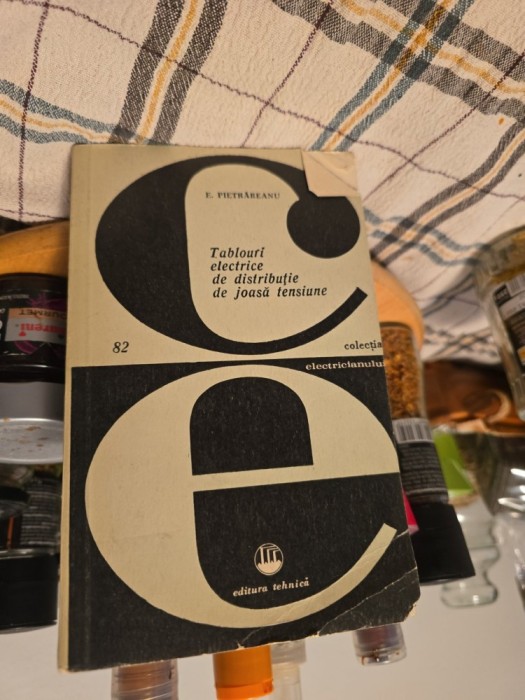 E. PIETRĂREANU
Tablouri
electrice
de distribuție
de joasă tensiune
82
colecția
electricianului
editura tehnică